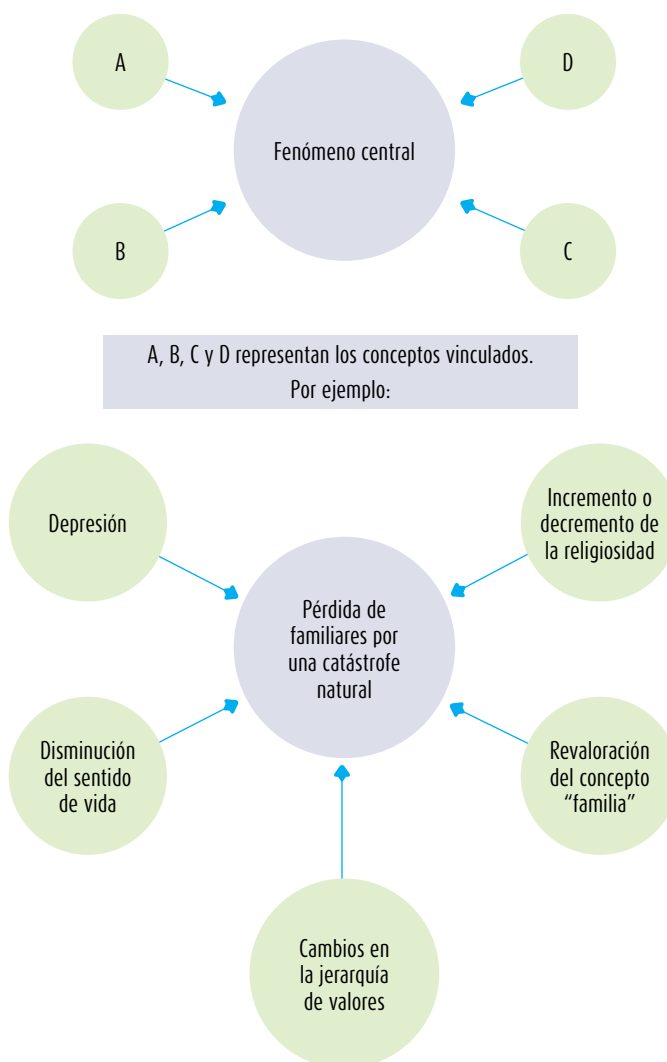 A
D
Fenómeno central
B
C
A, B, C y D representan los conceptos vinculados.
Por ejemplo:
Depresión
Incremento o
decremento de
la religiosidad
Pérdida de
familiares por
una catástrofe
natural
Disminución
del sentido
de vida
Revaloración
del concepto
“familia”
Cambios en
la jerarquía
de valores